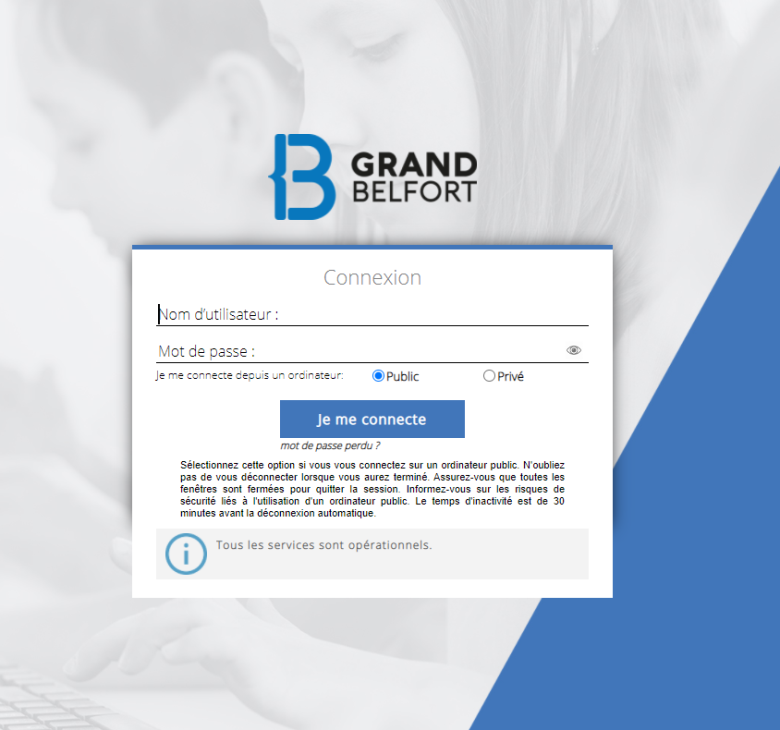 GRAND
BELFORT
Connexion
Nom d'utilisateur :
Mot de passe :
Je me connecte depuis un ordinateur: Public Privé
Je me connecte
mot de passe perdu ?
Sélectionnez cette option si vous vous connectez sur un ordinateur public. N'oubliez
pas de vous déconnecter lorsque vous aurez terminé. Assurez-vous que toutes les
fenêtres sont fermées pour quitter la session. Informez-vous sur les risques de
sécurité liés à l'utilisation d'un ordinateur public. Le temps d'inactivité est de 30
minutes avant la déconnexion automatique.
Tous les services sont opérationnels.